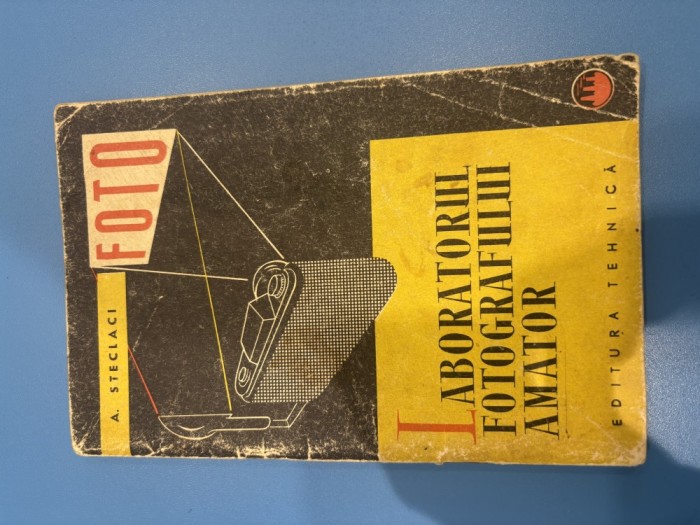 A. STECLACI
FOTO
LABORATORUL
FOTOGRAFULUI
AMATOR
EDITURA TEHNICĂ